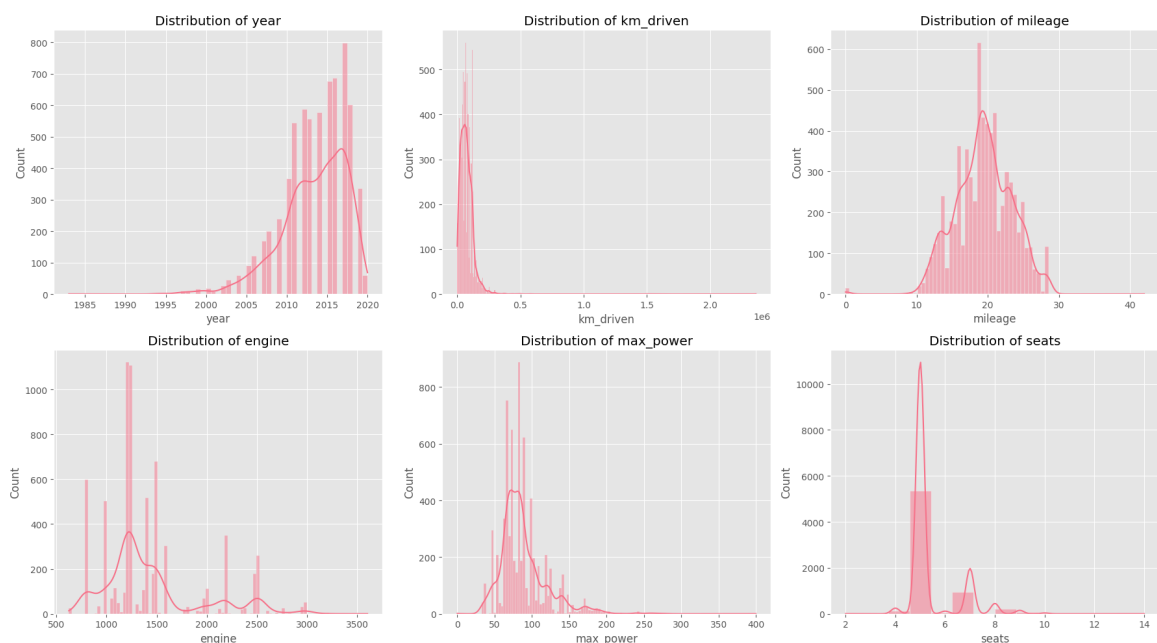 Distribution of year
Count
800
700
600
500
400
300
200
100
0
1985 1990 1995 2000 2005 2010 2015 2020
year
Distribution of km_driven
Count
500
400
300
200
100
0
0.0 0.5 1.0 1.5 2.0
1e6
km_driven
Distribution of mileage
Count
600
500
400
300
200
100
0
0 10 20 30 40
mileage
Distribution of engine
Count
1000
800
600
400
200
0
500 1000 1500 2000 2500 3000 3500
engine
Distribution of max_power
Count
800
600
400
200
0
0 50 100 150 200 250 300 350 400
max_power
Distribution of seats
Count
10000
8000
6000
4000
2000
0
2 4 6 8 10 12 14
seats